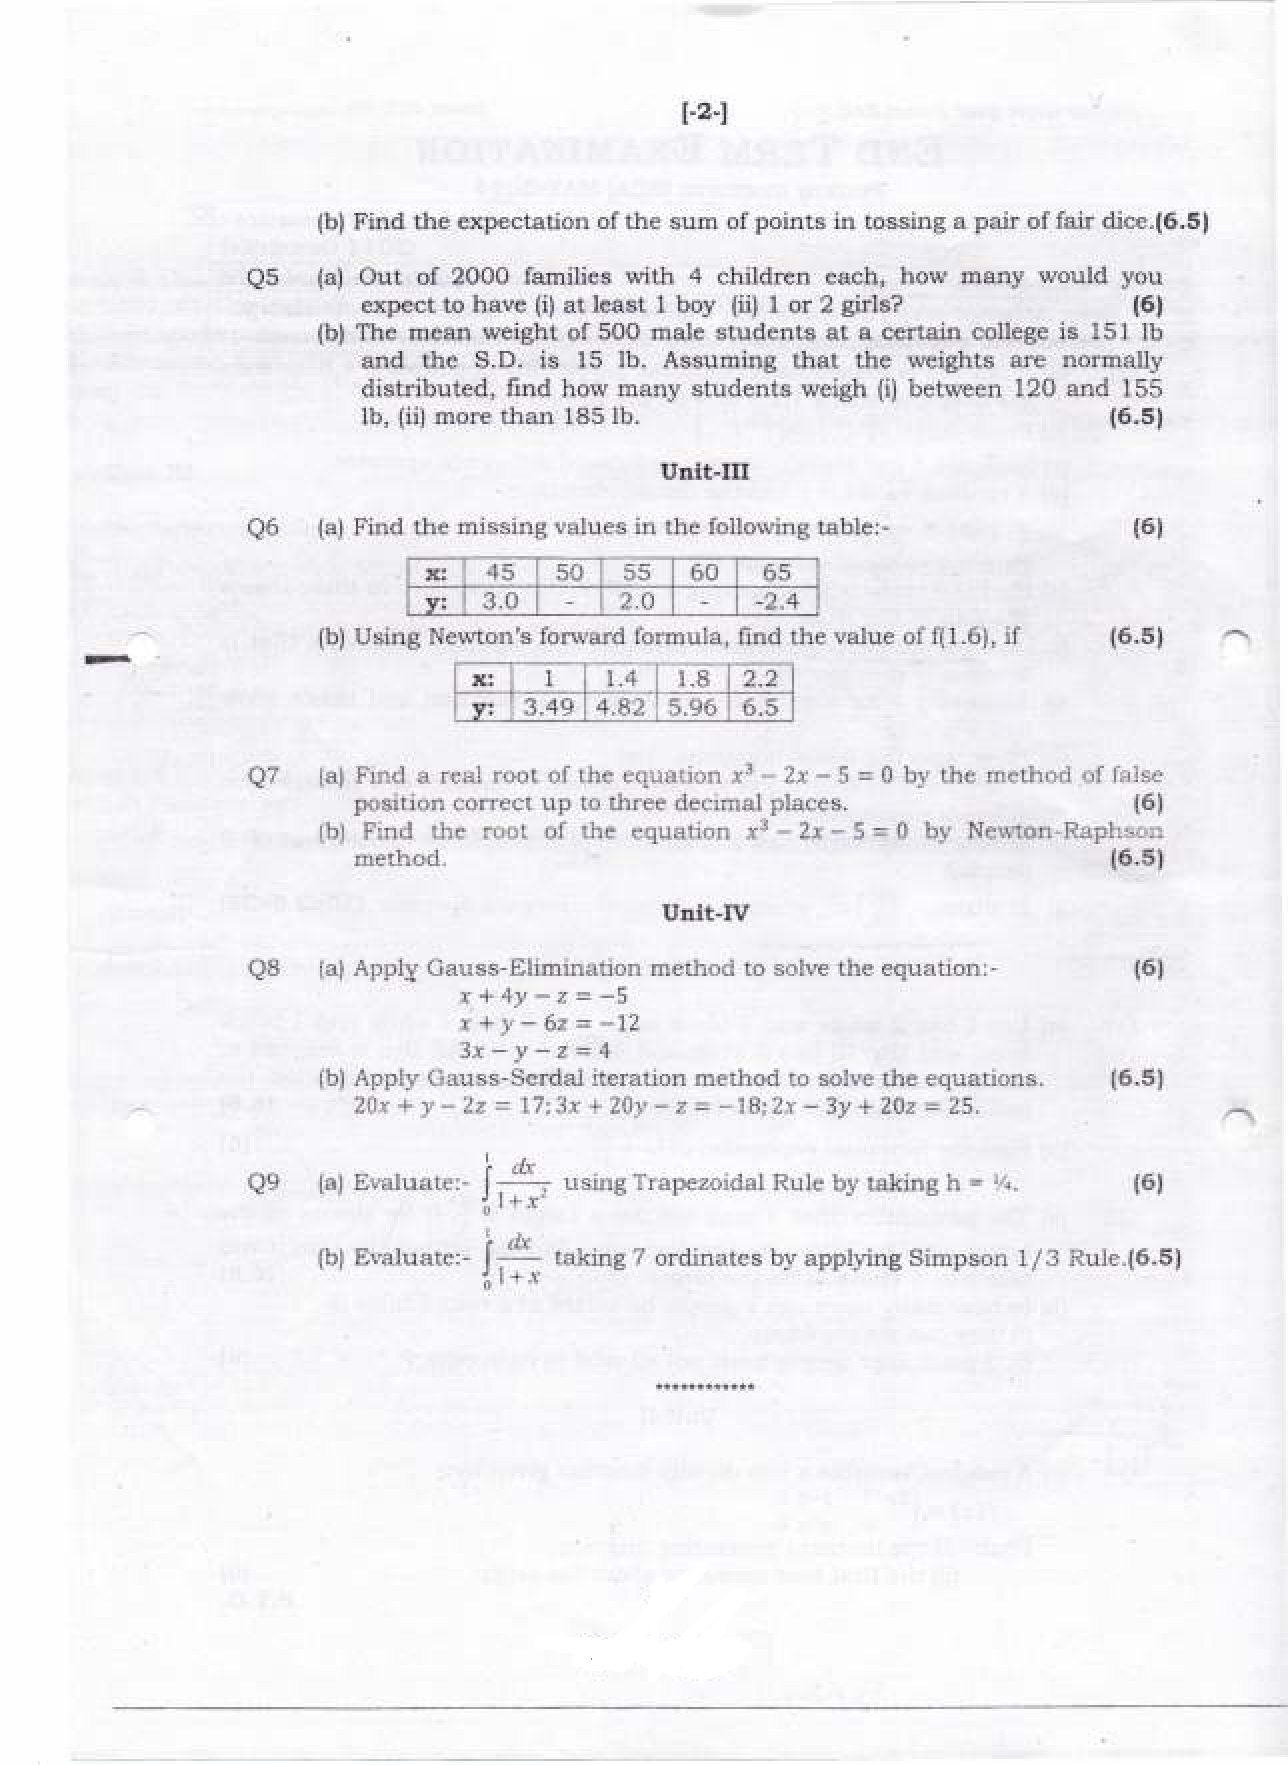 [-2-]
(b) Find the expectation of the sum of points in tossing a pair of fair dice.(6.5)
Q5 (a) Out of 2000 families with 4 children each, how many would you
expect to have (i) at least 1 boy (ii) 1 or 2 girls? (6)
(b) The mean weight of 500 male students at a certain college is 151 lb
and the S.D. is 15 lb. Assuming that the weights are normally
distributed, find how many students weigh (i) between 120 and 155
lb, (ii) more than 185 lb. (6.5)
Unit-III
Q6 (a) Find the missing values in the following table:- (6)
x: 45 50 55 60 65
y: 3.0 - 2.0 - -2.4
(b) Using Newton's forward formula, find the value of f(1.6), if (6.5)
x: 1 1.4 1.8 2.2
y: 3.49 4.82 5.96 6.5
Q7 (a) Find a real root of the equation x³ − 2x − 5 = 0 by the method of false
position correct up to three decimal places. (6)
(b) Find the root of the equation x³ − 2x − 5 = 0 by Newton-Raphson
method. (6.5)
Unit-IV
Q8 (a) Apply Gauss-Elimination method to solve the equation:- (6)
x + 4y − z = −5
x + y − 6z = −12
3x − y − z = 4
(b) Apply Gauss-Serdal iteration method to solve the equations. (6.5)
20x + y − 2z = 17; 3x + 20y − z = −18; 2x − 3y + 20z = 25.
Q9 (a) Evaluate:- ∫₀¹ dx/(1+x²) using Trapezoidal Rule by taking h = ¼. (6)
(b) Evaluate:- ∫₀¹ dx/(1+x) taking 7 ordinates by applying Simpson 1/3 Rule.(6.5)
************